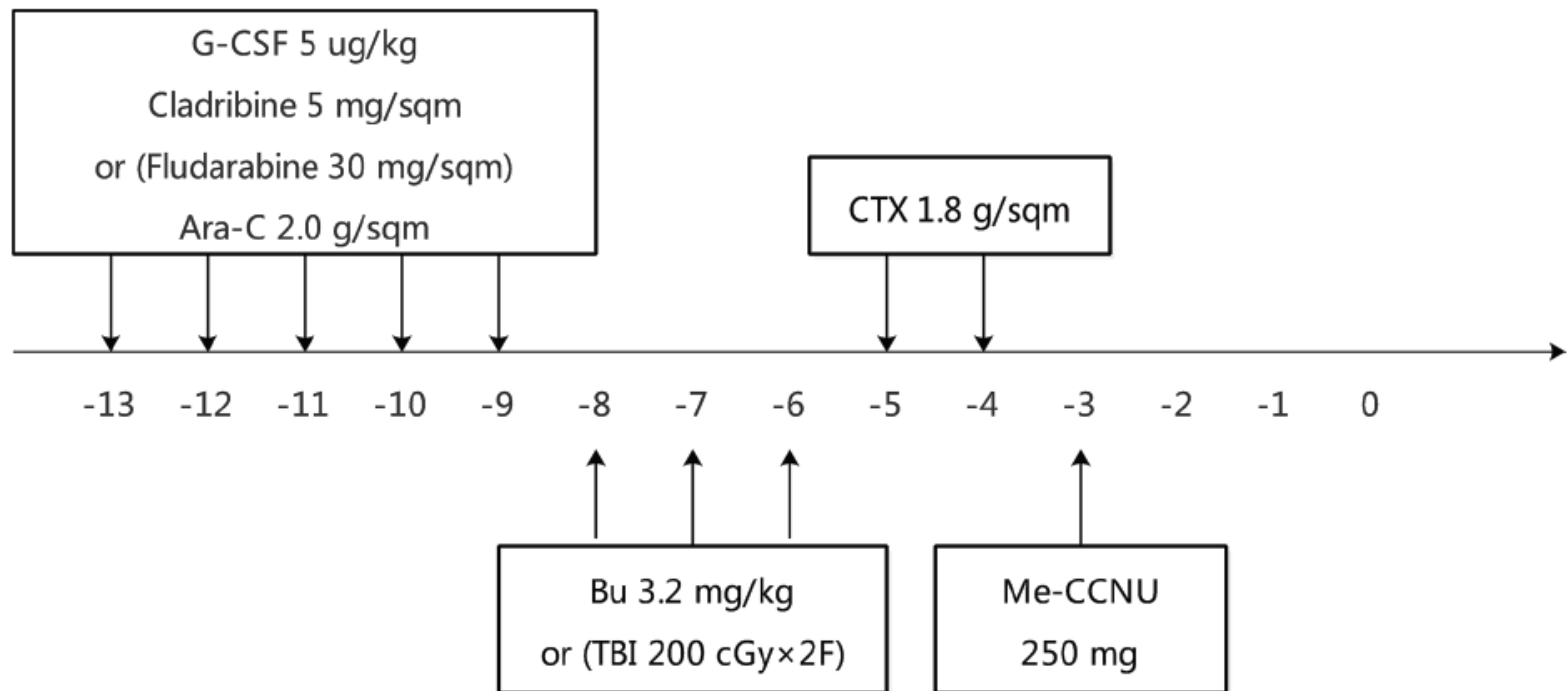 G-CSF 5 ug/kg
Cladribine 5 mg/sqm
or (Fludarabine 30 mg/sqm)
Ara-C 2.0 g/sqm
CTX 1.8 g/sqm
-13 -12 -11 -10 -9 -8 -7 -6 -5 -4 -3 -2 -1 0
Bu 3.2 mg/kg
or (TBI 200 cGy×2F)
Me-CCNU
250 mg